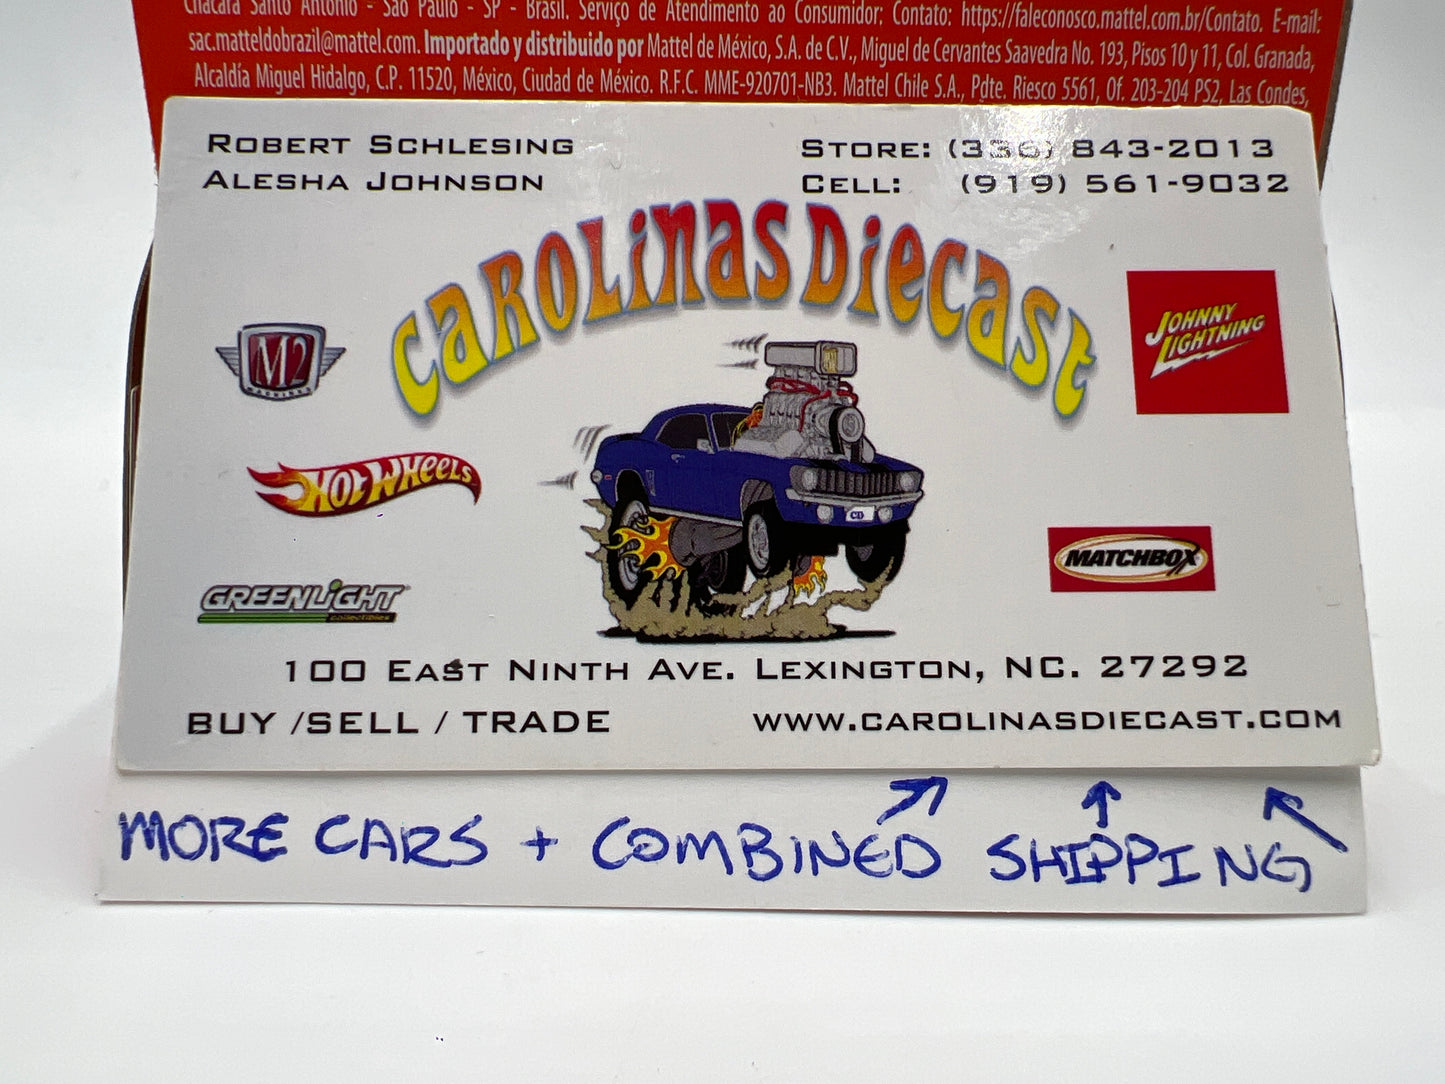 Chácara Santo Antônio - São Paulo - SP - Brasil. Serviço de Atendimento ao Consumidor: Contato: https://faleconosco.mattel.com.br/Contato. E-mail:
sac.matteldobrazil@mattel.com. Importado y distribuido por Mattel de México, S.A. de C.V., Miguel de Cervantes Saavedra No. 193, Pisos 10 y 11, Col. Granada,
Alcaldía Miguel Hidalgo, C.P. 11520, México, Ciudad de México. R.F.C. MME-920701-NB3. Mattel Chile S.A., Pdte. Riesco 5561, Of. 203-204 PS2, Las Condes,
Robert Schlesing
Alesha Johnson
Store: (336) 843-2013
Cell: (919) 561-9032
Carolinas Diecast
M2
MACHINES
JOHNNY
LIGHTNING
HOT WHEELS
CD
MATCHBOX
GREENLIGHT
collectibles
100 East Ninth Ave. Lexington, NC. 27292
BUY /SELL / TRADE
www.carolinasdiecast.com
MORE CARS + COMBINED SHIPPING